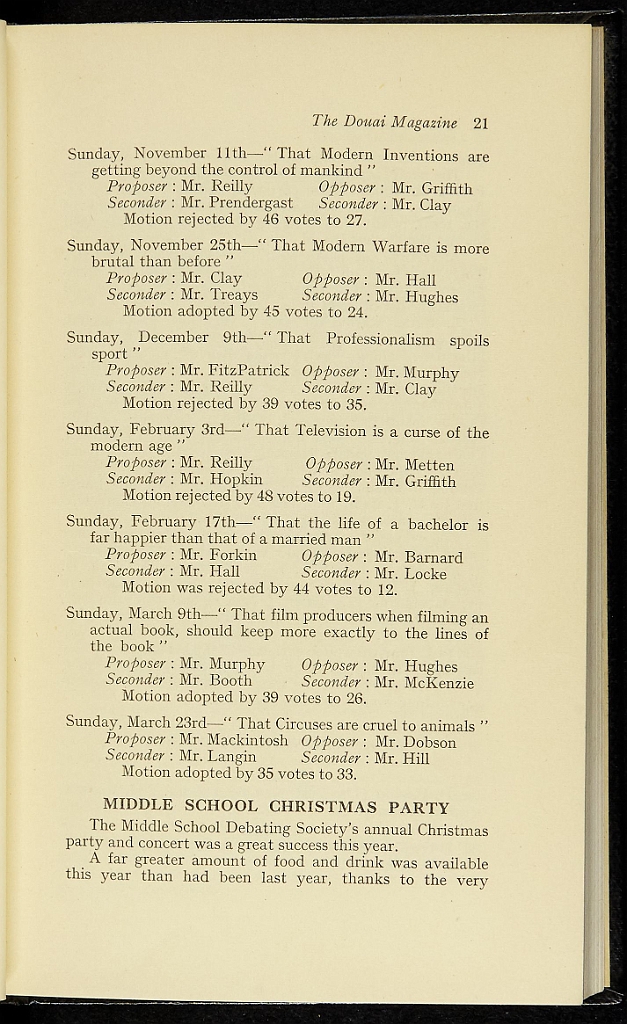 The Douai Magazine 21
Sunday, November 11th—“ That Modern Inventions are
getting beyond the control of mankind ”
Proposer : Mr. Reilly Opposer : Mr. Griffith
Seconder : Mr. Prendergast Seconder : Mr. Clay
Motion rejected by 46 votes to 27.
Sunday, November 25th—“ That Modern Warfare is more
brutal than before ”
Proposer : Mr. Clay Opposer : Mr. Hall
Seconder : Mr. Treays Seconder : Mr. Hughes
Motion adopted by 45 votes to 24.
Sunday, December 9th—“ That Professionalism spoils
sport ”
Proposer : Mr. FitzPatrick Opposer : Mr. Murphy
Seconder : Mr. Reilly Seconder : Mr. Clay
Motion rejected by 39 votes to 35.
Sunday, February 3rd—“ That Television is a curse of the
modern age ”
Proposer : Mr. Reilly Opposer : Mr. Metten
Seconder : Mr. Hopkin Seconder : Mr. Griffith
Motion rejected by 48 votes to 19.
Sunday, February 17th—“ That the life of a bachelor is
far happier than that of a married man ”
Proposer : Mr. Forkin Opposer : Mr. Barnard
Seconder : Mr. Hall Seconder : Mr. Locke
Motion was rejected by 44 votes to 12.
Sunday, March 9th—“ That film producers when filming an
actual book, should keep more exactly to the lines of
the book ”
Proposer : Mr. Murphy Opposer : Mr. Hughes
Seconder : Mr. Booth Seconder : Mr. McKenzie
Motion adopted by 39 votes to 26.
Sunday, March 23rd—“ That Circuses are cruel to animals ”
Proposer : Mr. Mackintosh Opposer : Mr. Dobson
Seconder : Mr. Langin Seconder : Mr. Hill
Motion adopted by 35 votes to 33.
MIDDLE SCHOOL CHRISTMAS PARTY
The Middle School Debating Society's annual Christmas
party and concert was a great success this year.
A far greater amount of food and drink was available
this year than had been last year, thanks to the very